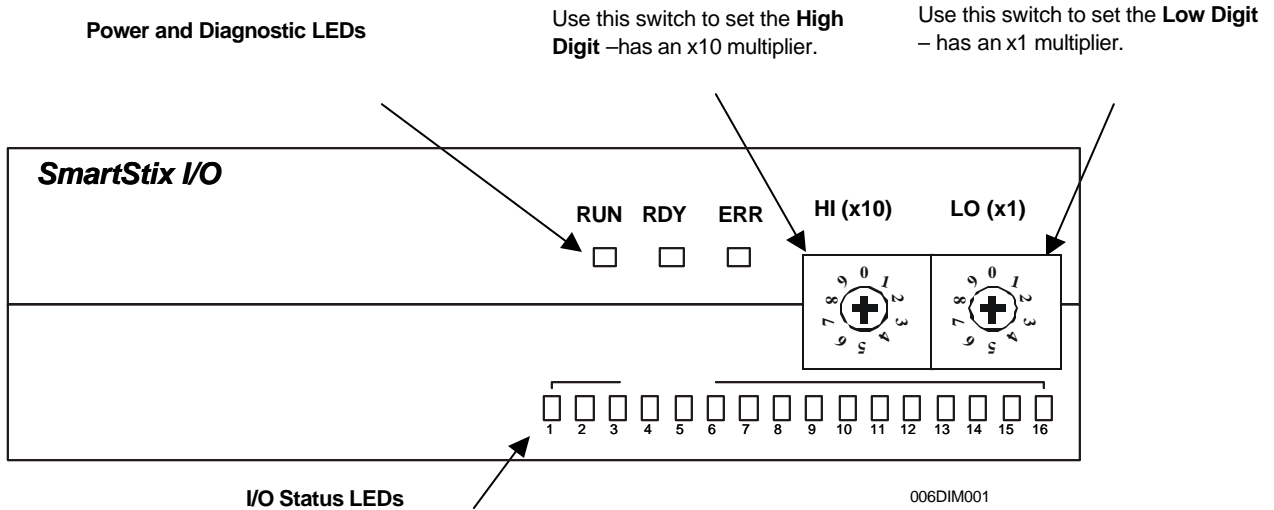 Power and Diagnostic LEDs
Use this switch to set the High
Digit –has an x10 multiplier.
Use this switch to set the Low Digit
– has an x1 multiplier.
SmartStix I/O
RUN RDY ERR
HI (x10) LO (x1)
0 1 2 3 4 5 6 7 8 9
0 1 2 3 4 5 6 7 8 9
1 2 3 4 5 6 7 8 9 10 11 12 13 14 15 16
I/O Status LEDs
006DIM001